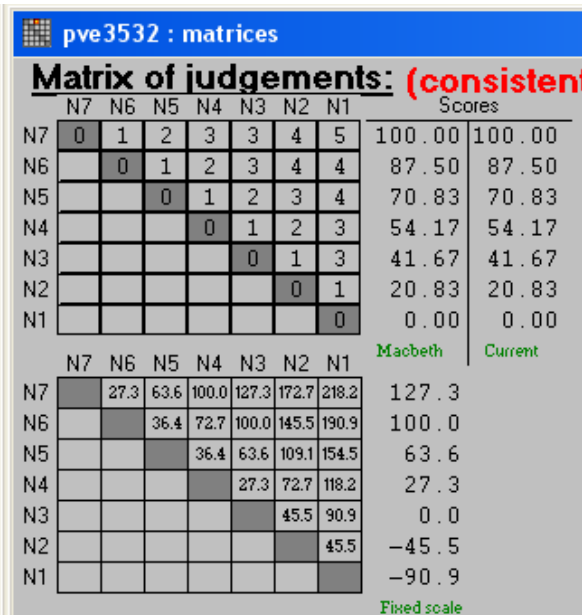 pve3532 : matrices
Matrix of judgements: (consistent
N7 N6 N5 N4 N3 N2 N1 Scores
N7 0 1 2 3 3 4 5 100.00 100.00
N6 0 1 2 3 4 4 87.50 87.50
N5 0 1 2 3 4 70.83 70.83
N4 0 1 2 3 54.17 54.17
N3 0 1 3 41.67 41.67
N2 0 1 20.83 20.83
N1 0 0.00 0.00
Macbeth Current
N7 N6 N5 N4 N3 N2 N1
N7 27.3 63.6 100.0 127.3 172.7 218.2 127.3
N6 36.4 72.7 100.0 145.5 190.9 100.0
N5 36.4 63.6 109.1 154.5 63.6
N4 27.3 72.7 118.2 27.3
N3 45.5 90.9 0.0
N2 45.5 −45.5
N1 −90.9
Fixed scale